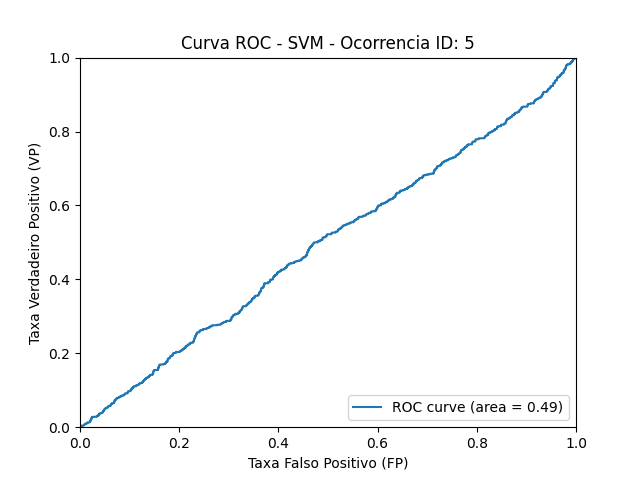 Curva ROC - SVM - Ocorrencia ID: 5
Taxa Verdadeiro Positivo (VP)
1.0
0.8
0.6
0.4
0.2
0.0
ROC curve (area = 0.49)
0.0 0.2 0.4 0.6 0.8 1.0
Taxa Falso Positivo (FP)